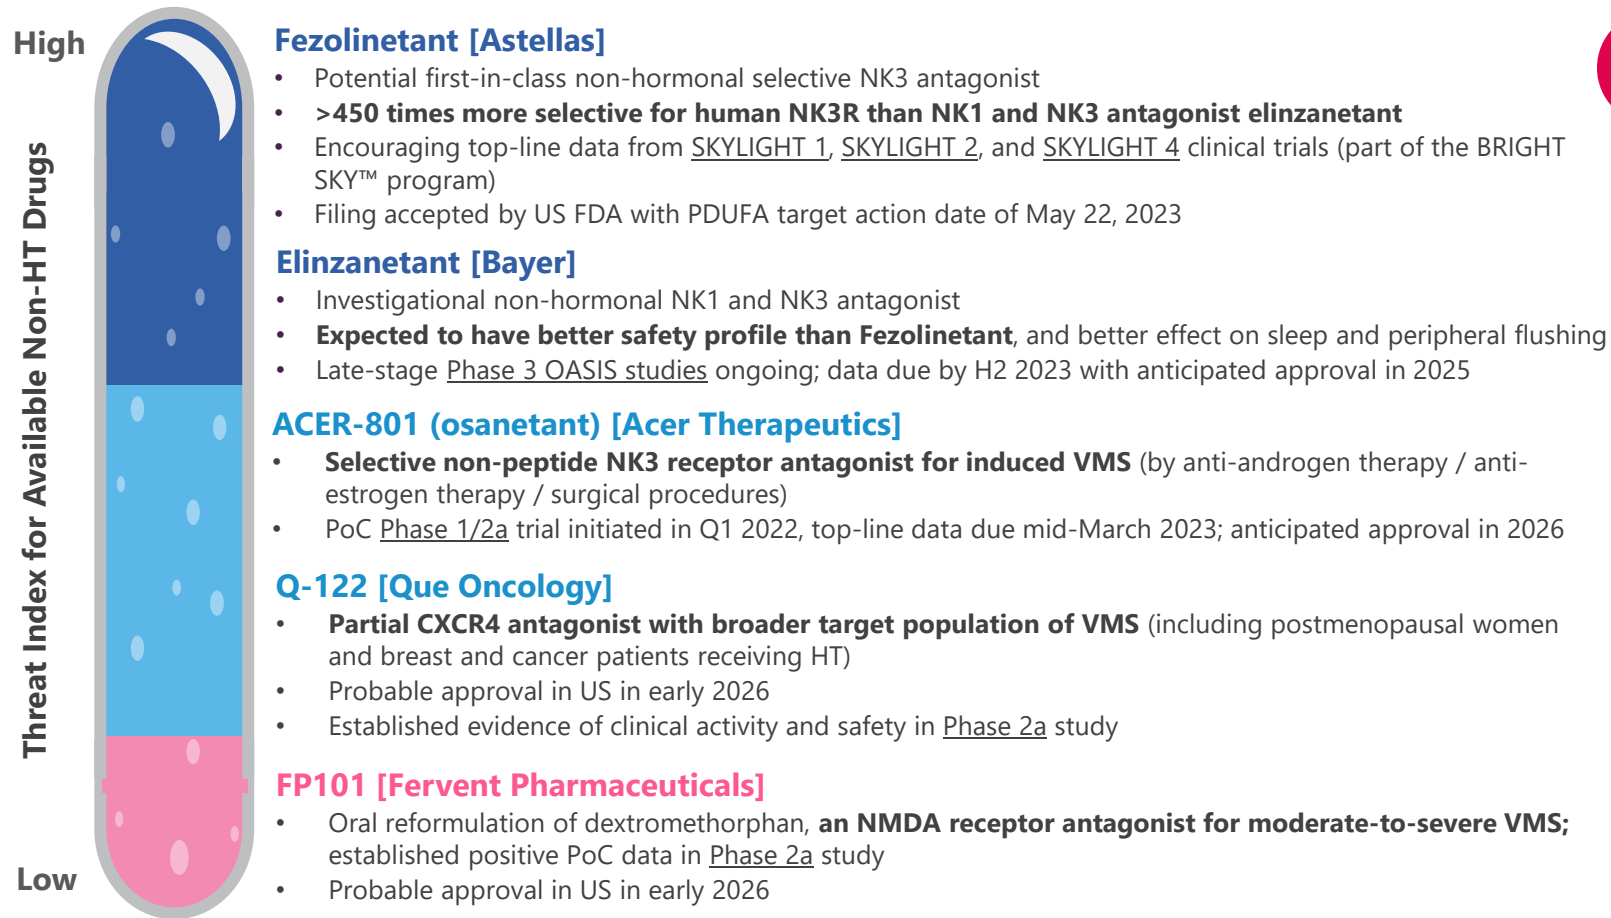 High
Threat Index for Available Non-HT Drugs
Low
Fezolinetant [Astellas]
• Potential first-in-class non-hormonal selective NK3 antagonist
• >450 times more selective for human NK3R than NK1 and NK3 antagonist elinzanetant
• Encouraging top-line data from SKYLIGHT 1, SKYLIGHT 2, and SKYLIGHT 4 clinical trials (part of the BRIGHT
SKY™ program)
• Filing accepted by US FDA with PDUFA target action date of May 22, 2023
Elinzanetant [Bayer]
• Investigational non-hormonal NK1 and NK3 antagonist
• Expected to have better safety profile than Fezolinetant, and better effect on sleep and peripheral flushing
• Late-stage Phase 3 OASIS studies ongoing; data due by H2 2023 with anticipated approval in 2025
ACER-801 (osanetant) [Acer Therapeutics]
• Selective non-peptide NK3 receptor antagonist for induced VMS (by anti-androgen therapy / anti-
estrogen therapy / surgical procedures)
• PoC Phase 1/2a trial initiated in Q1 2022, top-line data due mid-March 2023; anticipated approval in 2026
Q-122 [Que Oncology]
• Partial CXCR4 antagonist with broader target population of VMS (including postmenopausal women
and breast and cancer patients receiving HT)
• Probable approval in US in early 2026
• Established evidence of clinical activity and safety in Phase 2a study
FP101 [Fervent Pharmaceuticals]
• Oral reformulation of dextromethorphan, an NMDA receptor antagonist for moderate-to-severe VMS;
established positive PoC data in Phase 2a study
• Probable approval in US in early 2026